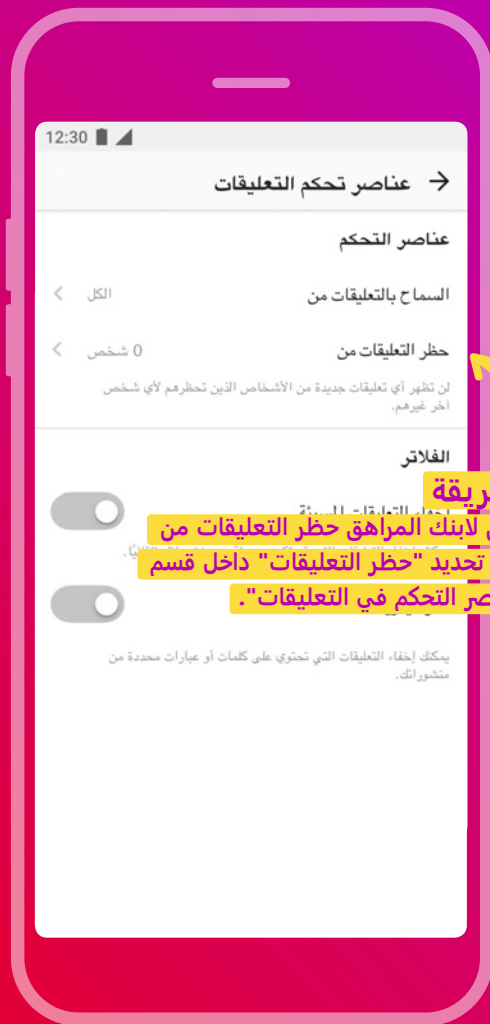 12:30
عناصر تحكم التعليقات
عناصر التحكم
السماح بالتعليقات من
الكل
حظر التعليقات من
0 شخص
لن تظهر أي تعليقات جديدة من الأشخاص الذين تحظرهم لأي شخص
آخر غيرهم.
الفلاتر
لابنك المراهق حظر التعليقات من
تحديد "حظر التعليقات" داخل قسم
التحكم في التعليقات".
يمكنك إخفاء التعليقات التي تحتوي على كلمات أو عبارات محددة من
منشوراتك.